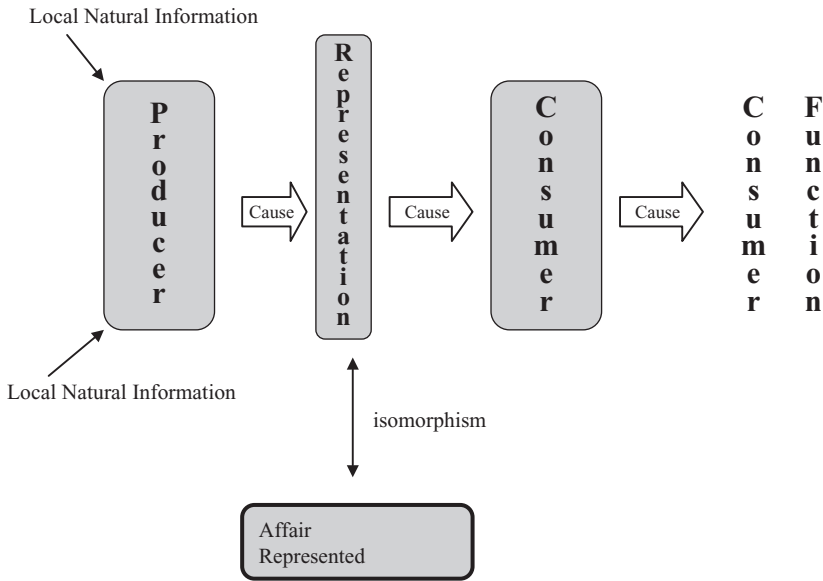 Local Natural Information
Producer
Cause
Representation
Cause
Consumer
Cause
Consumer
Function
Local Natural Information
isomorphism
Affair
Represented